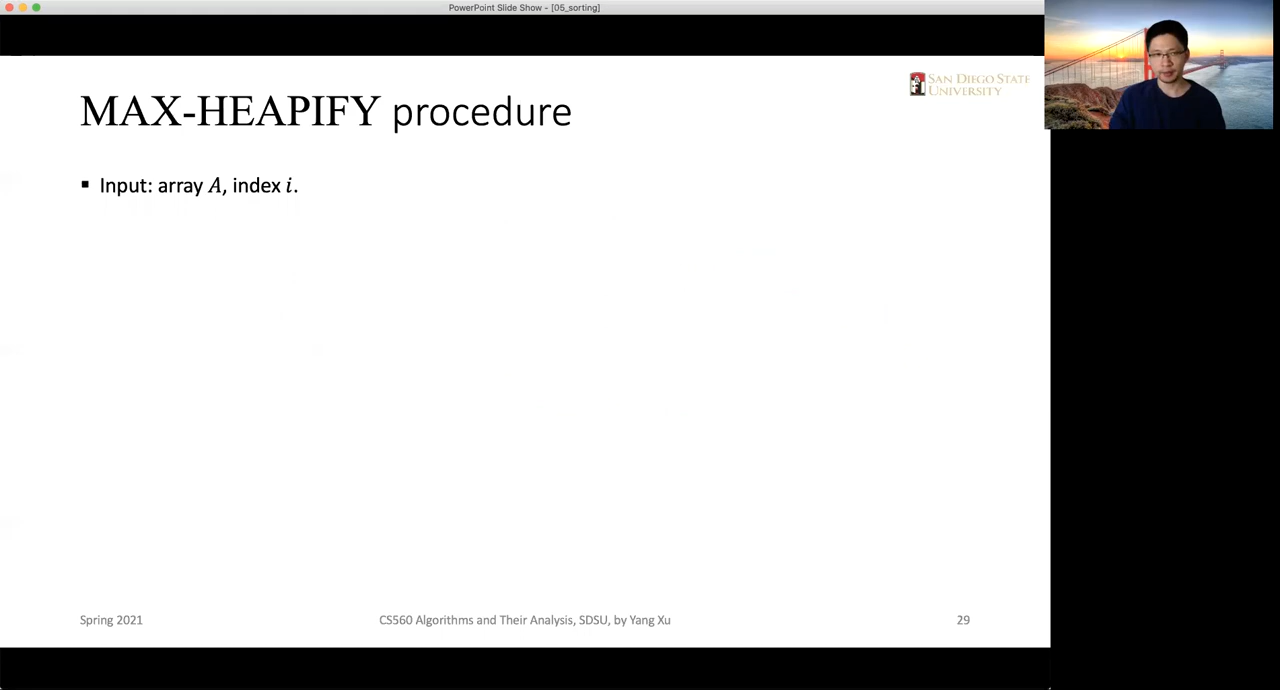 PowerPoint Slide Show - [05_sorting]
SAN DIEGO STATE
UNIVERSITY
MAX-HEAPIFY procedure
▪ Input: array A, index i.
Spring 2021
CS560 Algorithms and Their Analysis, SDSU, by Yang Xu
29